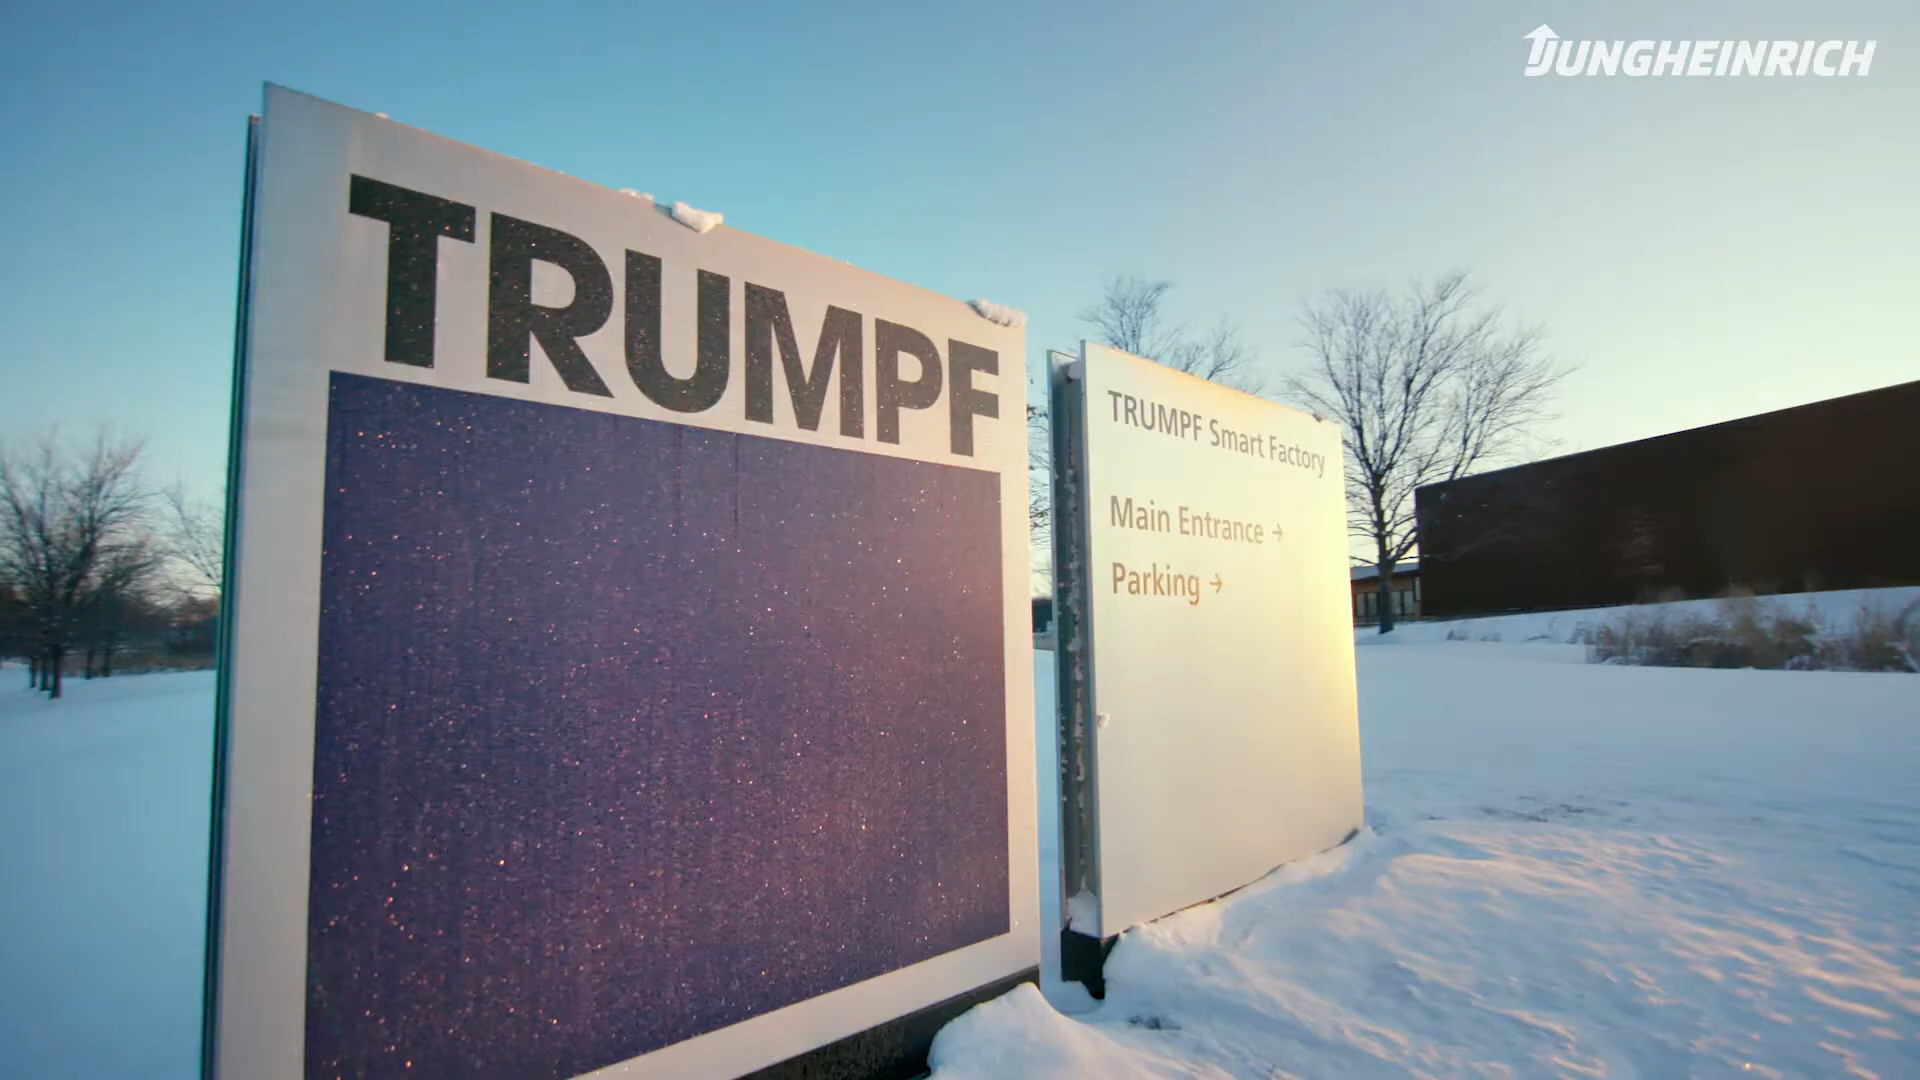 JUNGHEINRICH
TRUMPF
TRUMPF Smart Factory
Main Entrance →
Parking →